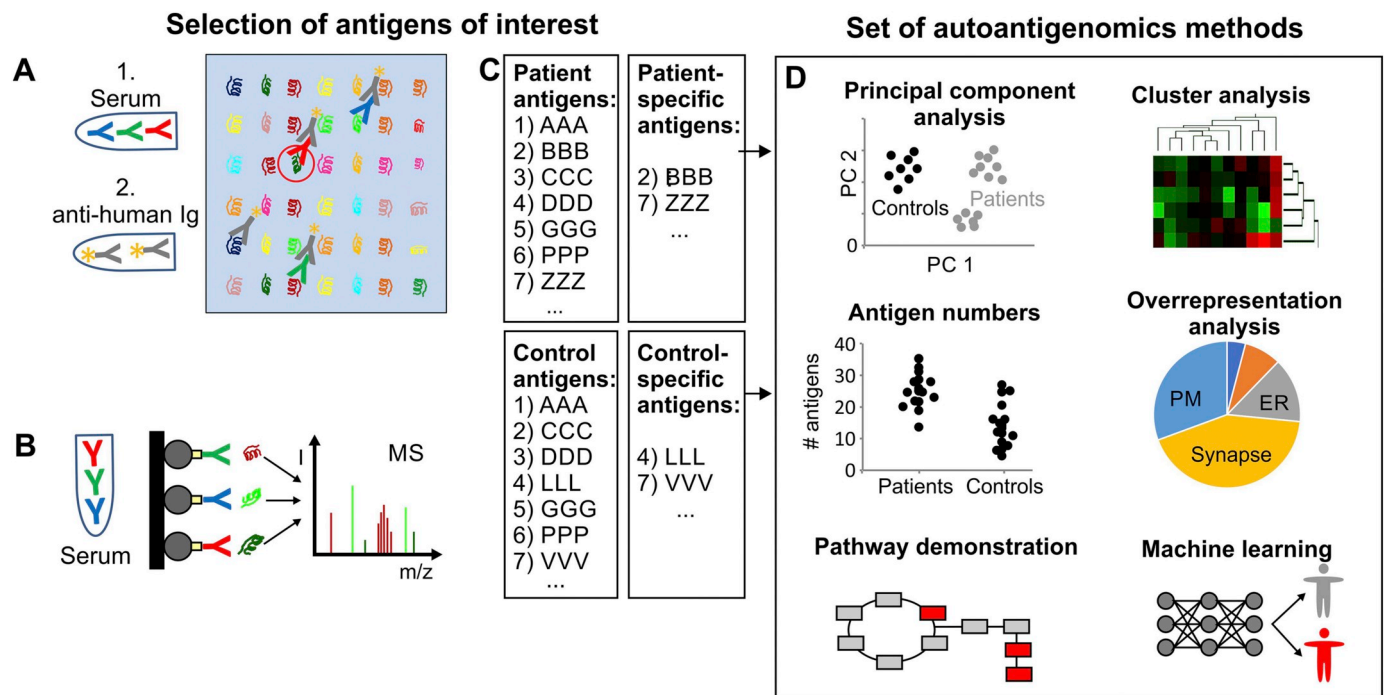 Selection of antigens of interest
Set of autoantigenomics methods
A
1.
Serum
2.
anti-human Ig
B
Serum
I
MS
m/z
C
Patient
antigens:
1) AAA
2) BBB
3) CCC
4) DDD
5) GGG
6) PPP
7) ZZZ
...
Patient-
specific
antigens:
2) BBB
7) ZZZ
...
Control
antigens:
1) AAA
2) CCC
3) DDD
4) LLL
5) GGG
6) PPP
7) VVV
...
Control-
specific
antigens:
4) LLL
7) VVV
...
D
Principal component
analysis
PC 2
Controls
Patients
0
PC 1
Cluster analysis
Antigen numbers
# antigens
40
30
20
10
0
Patients
Controls
Overrepresentation
analysis
PM
ER
Synapse
Pathway demonstration
Machine learning